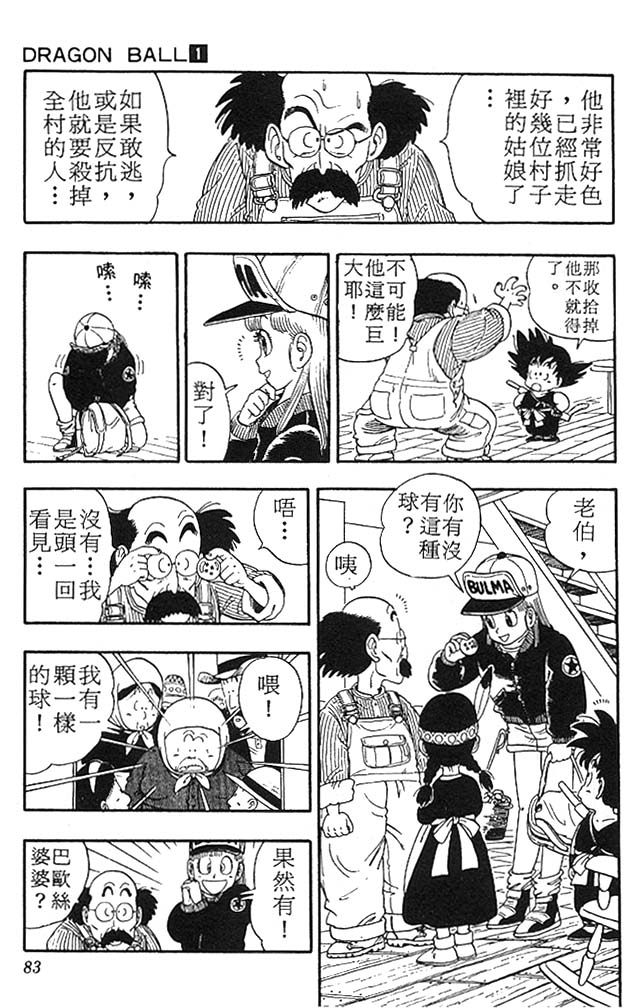 DRAGON BALL 1
他非常好色
，已經抓走
好幾位村子
裡的姑娘了
…
如果敢逃，
或是反抗，
他就要殺掉
全村的人…
那收拾掉
他不就得
了。
不可能！
他這麼巨
大耶！
對了！
嗦…
嗦…
老伯，
你有沒
有這種
球？
BULMA
咦
唔…
沒有…我
是頭一回
看見…
喂！
我有一
顆一樣
的球！
果然有！
巴歐絲
婆婆？
83